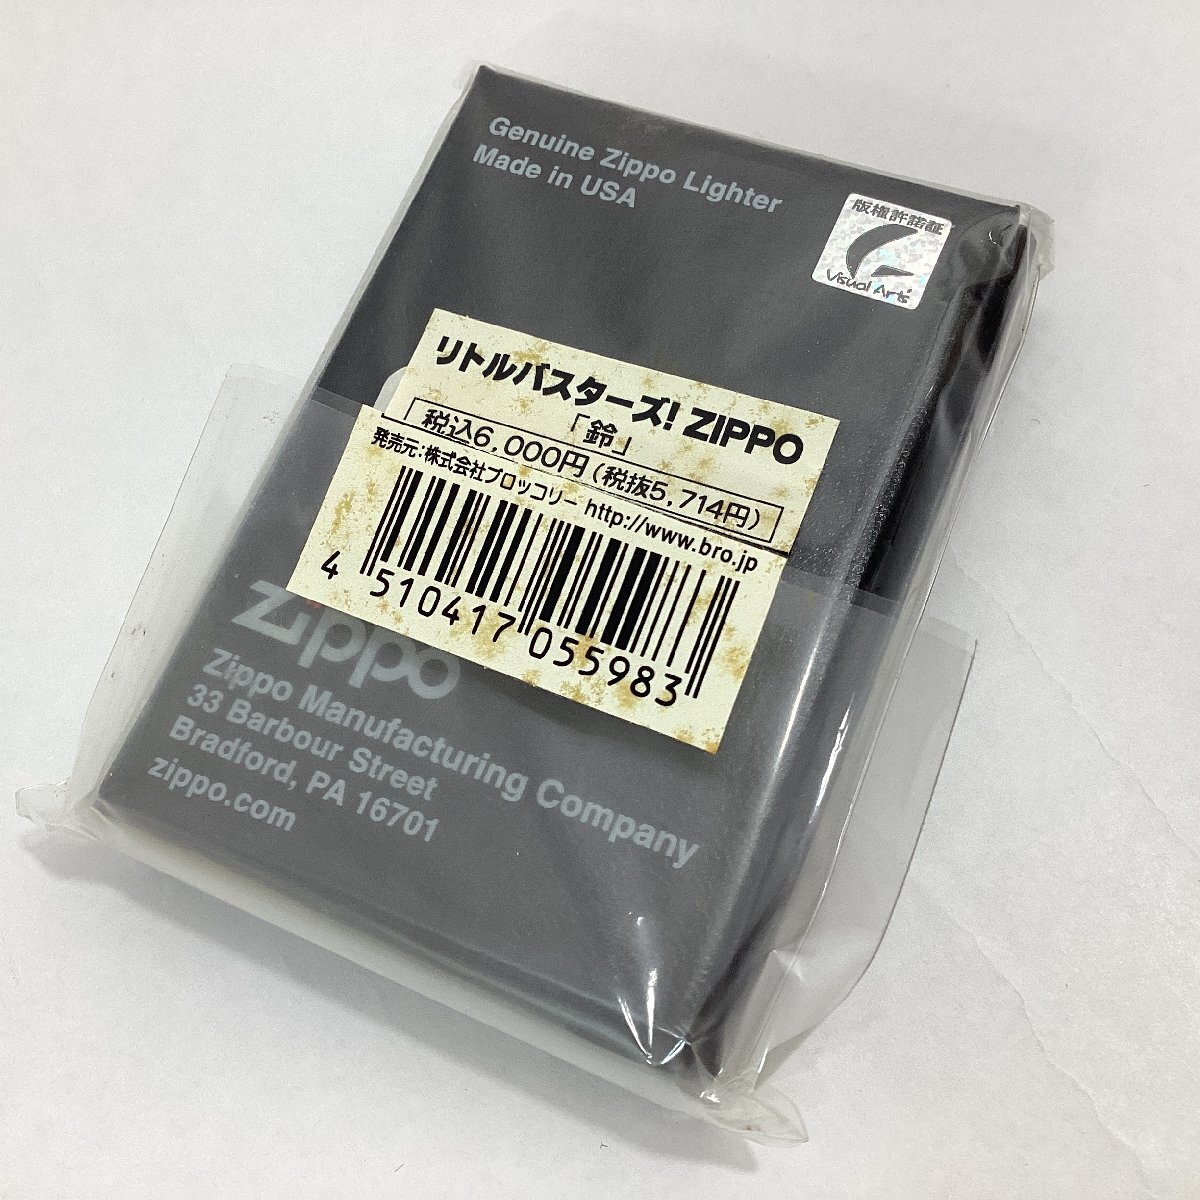 Genuine Zippo Lighter
Made in USA
版権許諾証
Visual Art's
リトルバスターズ! ZIPPO
「鈴」
税込6,000円(税抜5,714円)
発売元:株式会社ブロッコリー http://www.bro.jp
4 510417 055983
Zippo
Zippo Manufacturing Company
33 Barbour Street
Bradford, PA 16701
zippo.com